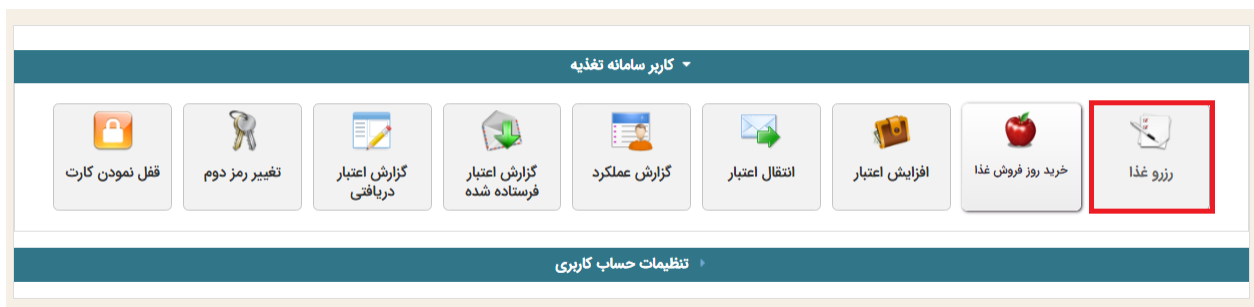 کاربر سامانه تغذیه
رزرو غذا
خرید روز فروش غذا
افزایش اعتبار
انتقال اعتبار
گزارش عملکرد
گزارش اعتبار
فرستاده شده
گزارش اعتبار
دریافتی
تغییر رمز دوم
قفل نمودن کارت
تنظیمات حساب کاربری